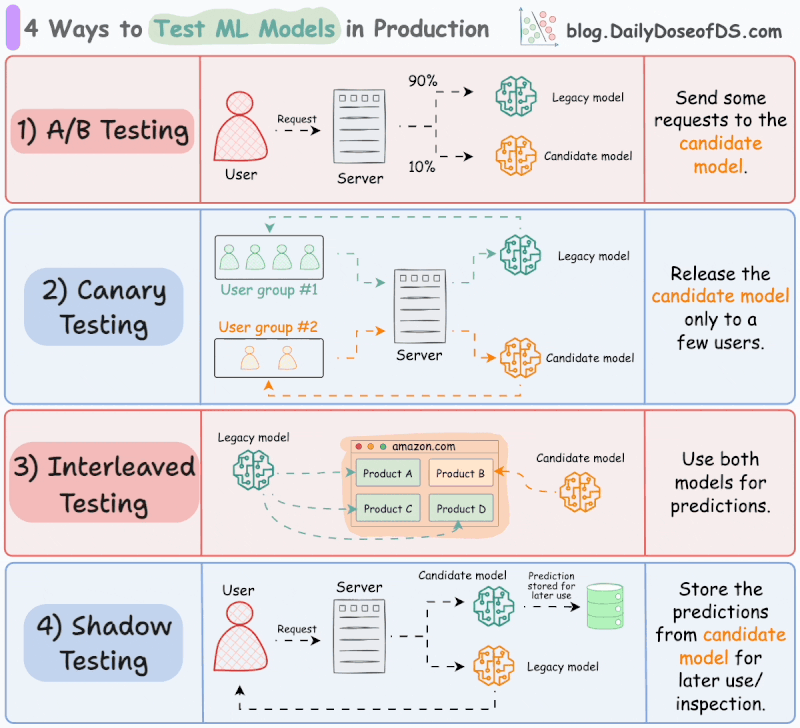 4 Ways to Test ML Models in Production
blog.DailyDoseofDS.com
1) A/B Testing
User
Request
Server
90%
10%
Legacy model
Candidate model
Send some
requests to the
candidate
model.
2) Canary
Testing
User group #1
User group #2
Server
Legacy model
Candidate model
Release the
candidate model
only to a
few users.
3) Interleaved
Testing
Legacy model
amazon.com
Product A
Product B
Product C
Product D
Candidate model
Use both
models for
predictions.
4) Shadow
Testing
User
Request
Server
Candidate model
Prediction
stored for
later use
Legacy model
Store the
predictions
from candidate
model for
later use/
inspection.